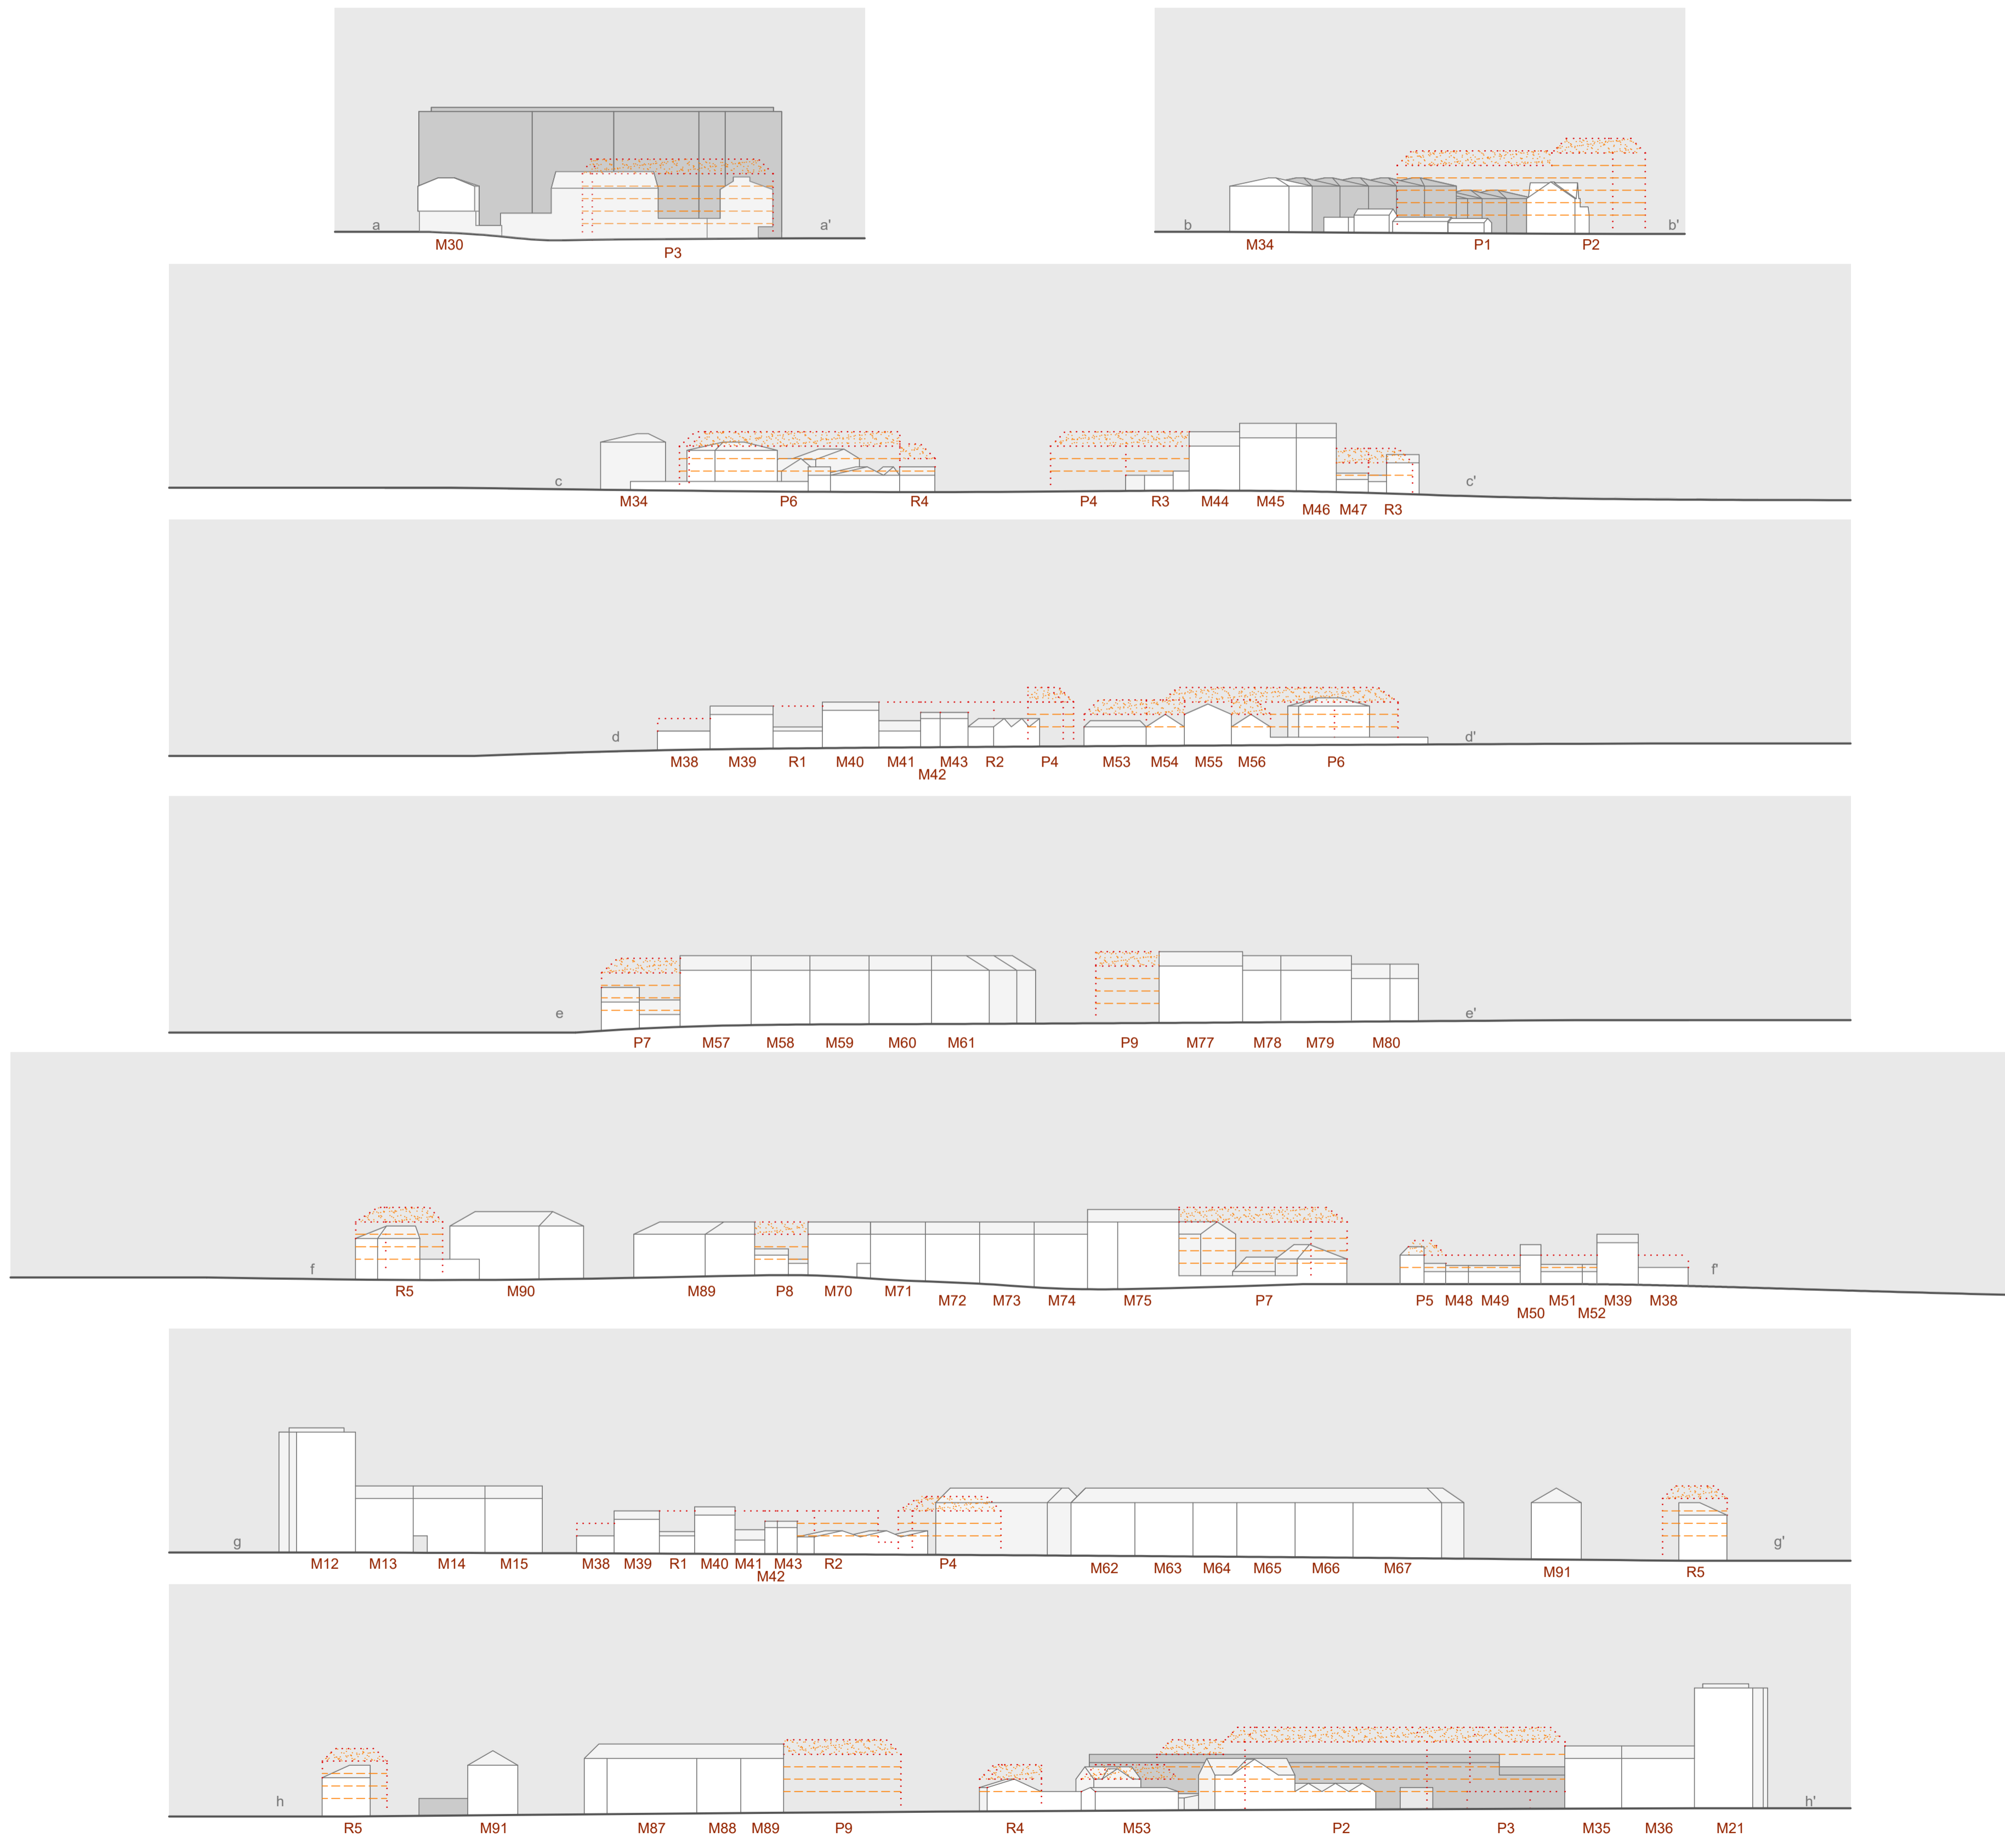 a a'
M30 P3
b b'
M34 P1 P2
c c'
M34 P6 R4 P4 R3 M44 M45 M46 M47 R3
d d'
M38 M39 R1 M40 M41 M43 R2 P4 M53 M54 M55 M56 P6
M42
e e'
P7 M57 M58 M59 M60 M61 P9 M77 M78 M79 M80
f f'
R5 M90 M89 P8 M70 M71 M72 M73 M74 M75 P7 P5 M48 M49 M51 M39 M38
M50 M52
g g'
M12 M13 M14 M15 M38 M39 R1 M40 M41 M43 R2 P4 M62 M63 M64 M65 M66 M67 M91 R5
M42
h h'
R5 M91 M87 M88 M89 P9 R4 M53 P2 P3 M35 M36 M21